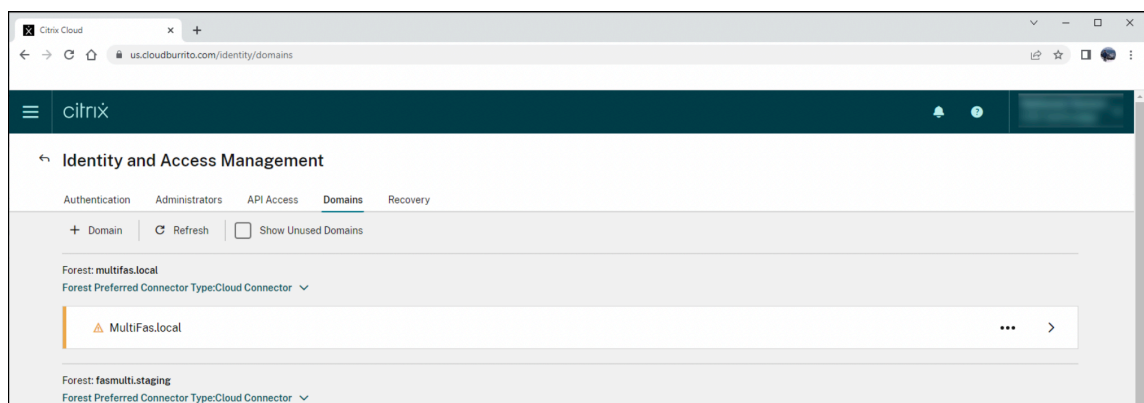 Citrix Cloud
us.cloudburrito.com/identity/domains
citrix
Identity and Access Management
Authentication Administrators API Access Domains Recovery
+ Domain Refresh Show Unused Domains
Forest: multifas.local
Forest Preferred Connector Type:Cloud Connector
MultiFas.local
Forest: fasmulti.staging
Forest Preferred Connector Type:Cloud Connector